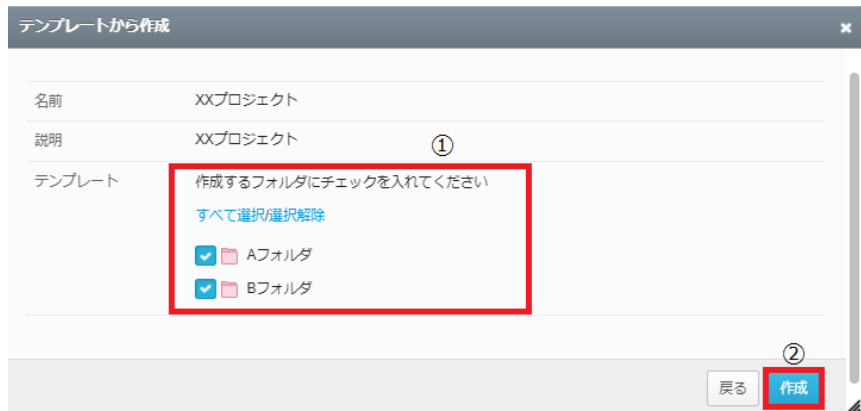 テンプレートから作成 ×
名前 XXプロジェクト
説明 XXプロジェクト
①
テンプレート 作成するフォルダにチェックを入れてください
すべて選択/選択解除
Aフォルダ
Bフォルダ
②
戻る 作成